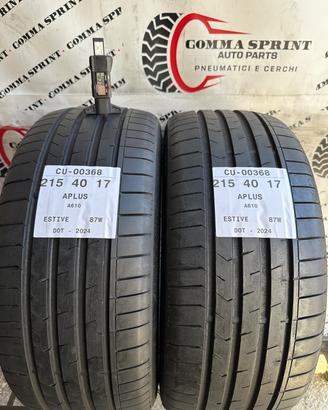 COMMA SPRINT
AUTO PARTS
PNEUMATICI E CERCHI
CU-00368
215 40 17
APLUS
A610
ESTIVE 87W
DOT - 2024
CU-00368
215 40 17
APLUS
A610
ESTIVE 87W
DOT - 2024